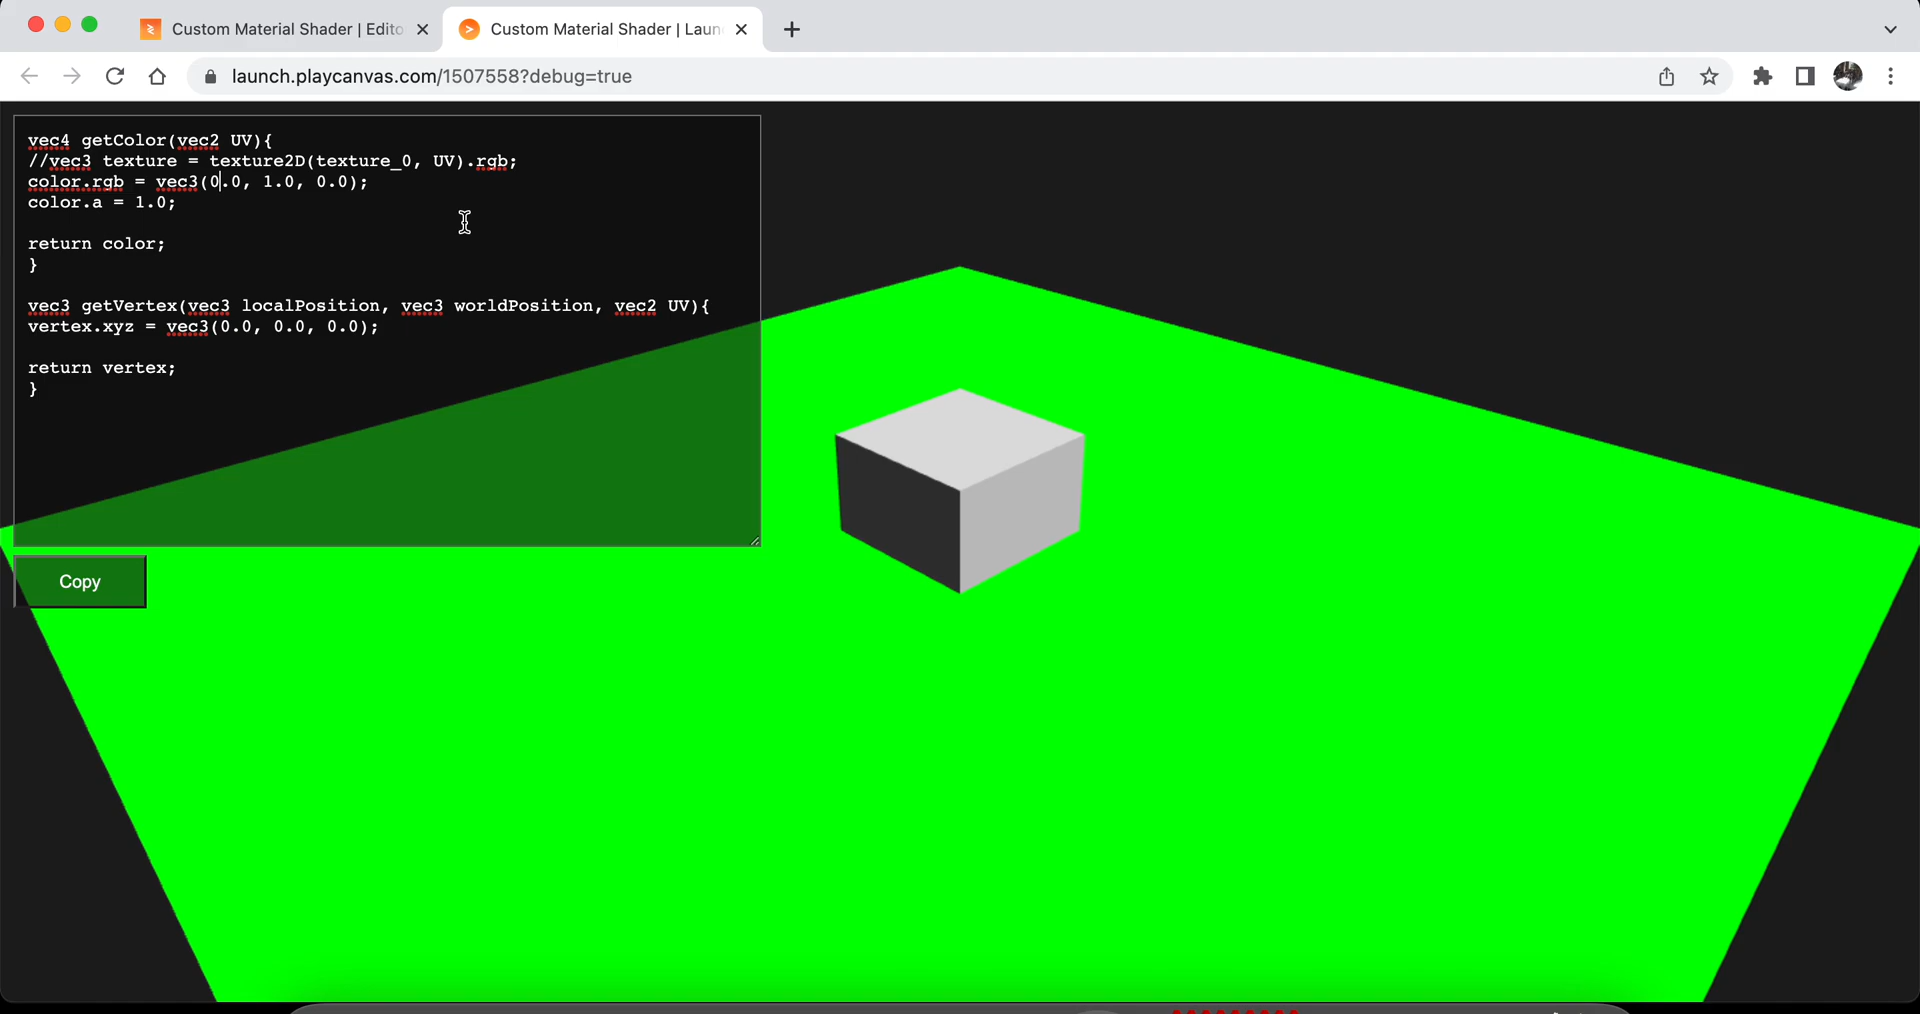 Custom Material Shader | Edito
Custom Material Shader | Laun
launch.playcanvas.com/1507558?debug=true
vec4 getColor(vec2 UV){
//vec3 texture = texture2D(texture_0, UV).rgb;
color.rgb = vec3(0.0, 1.0, 0.0);
color.a = 1.0;
return color;
}
vec3 getVertex(vec3 localPosition, vec3 worldPosition, vec2 UV){
vertex.xyz = vec3(0.0, 0.0, 0.0);
return vertex;
}
Copy